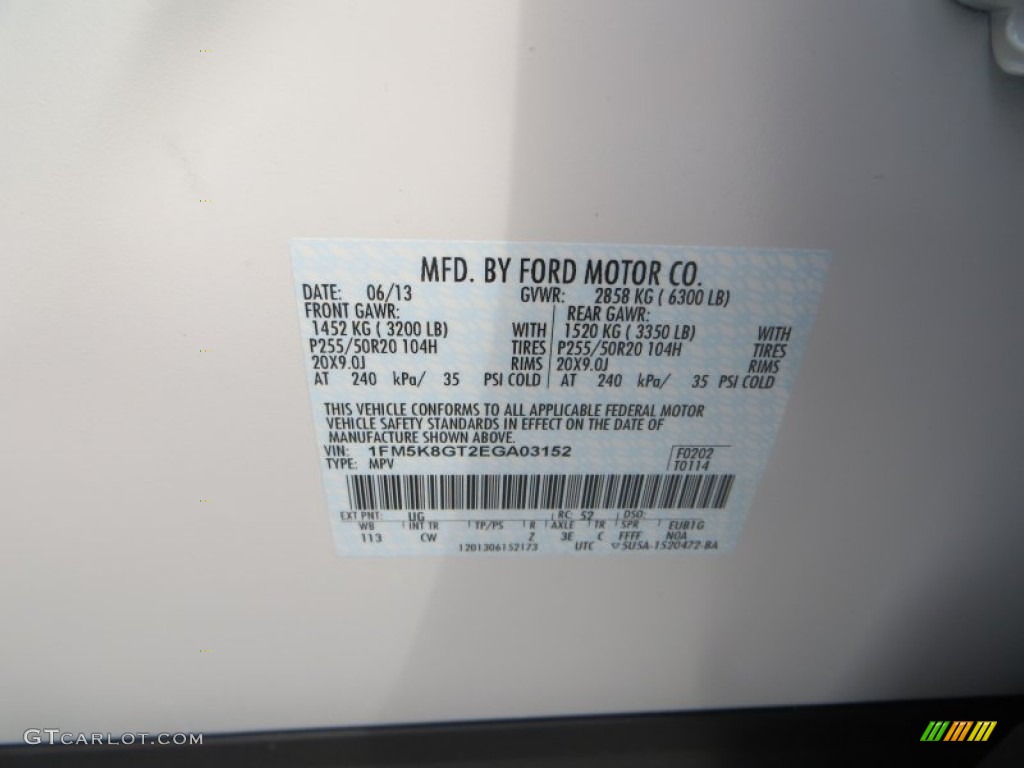 MFD. BY FORD MOTOR CO.
DATE: 06/13 GVWR: 2858 KG ( 6300 LB)
FRONT GAWR: REAR GAWR:
1452 KG ( 3200 LB) WITH 1520 KG ( 3350 LB) WITH
P255/50R20 104H TIRES P255/50R20 104H TIRES
20X9.0J RIMS 20X9.0J RIMS
AT 240 kPa/ 35 PSI COLD AT 240 kPa/ 35 PSI COLD
THIS VEHICLE CONFORMS TO ALL APPLICABLE FEDERAL MOTOR
VEHICLE SAFETY STANDARDS IN EFFECT ON THE DATE OF
MANUFACTURE SHOWN ABOVE.
VIN: 1FM5K8GT2EGA03152 F0202
TYPE: MPV T0114
EXT PNT: UG RC: 52 DSO:
WB INT TR TP/PS R AXLE TR SPR EUB1G
113 CW Z 3E C FFFF NOA
1201306152173 UTC 5U5A-1520472-BA
GTCARLOT.COM